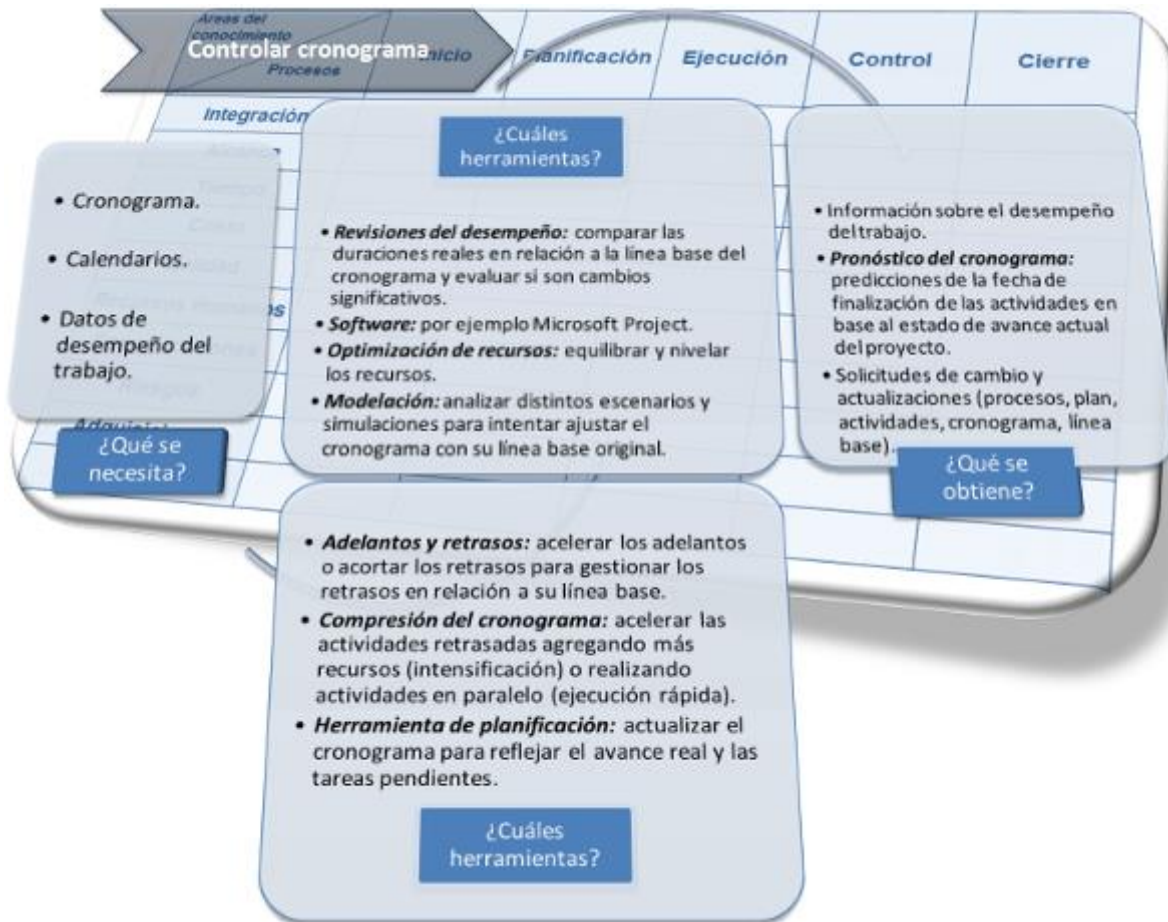 Areas del
conocimiento
Procesos
Controlar cronograma
Inicio
Planificación
Ejecución
Control
Cierre
Integración
Alcance
Tiempo
Costo
• Cronograma.
• Calendarios.
• Datos de
desempeño del
trabajo.
¿Qué se
necesita?
¿Cuáles
herramientas?
• Revisiones del desempeño: comparar las
duraciones reales en relación a la línea base del
cronograma y evaluar si son cambios
significativos.
• Software: por ejemplo Microsoft Project.
• Optimización de recursos: equilibrar y nivelar
los recursos.
• Modelación: analizar distintos escenarios y
simulaciones para intentar ajustar el
cronograma con su línea base original.
• Información sobre el desempeño
del trabajo.
• Pronóstico del cronograma:
predicciones de la fecha de
finalización de las actividades en
base al estado de avance actual
del proyecto.
• Solicitudes de cambio y
actualizaciones (procesos, plan,
actividades, cronograma, línea
base).
¿Qué se
obtiene?
• Adelantos y retrasos: acelerar los adelantos
o acortar los retrasos para gestionar los
retrasos en relación a su línea base.
• Compresión del cronograma: acelerar las
actividades retrasadas agregando más
recursos (intensificación) o realizando
actividades en paralelo (ejecución rápida).
• Herramienta de planificación: actualizar el
cronograma para reflejar el avance real y las
tareas pendientes.
¿Cuáles
herramientas?